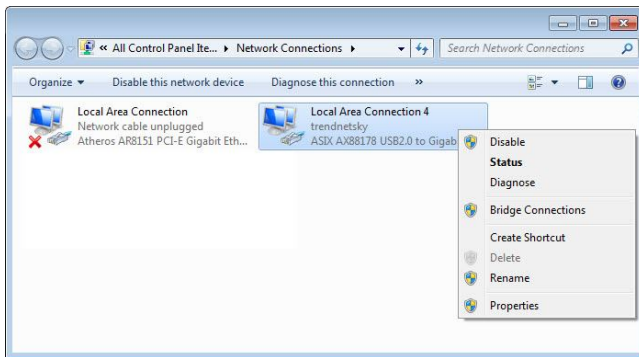 « All Control Panel Ite... ▸ Network Connections ▸
Search Network Connections
Organize ▾ Disable this network device Diagnose this connection »
Local Area Connection
Network cable unplugged
Atheros AR8151 PCI-E Gigabit Eth...
Local Area Connection 4
trendnetsky
ASIX AX88178 USB2.0 to Gigab
Disable
Status
Diagnose
Bridge Connections
Create Shortcut
Delete
Rename
Properties